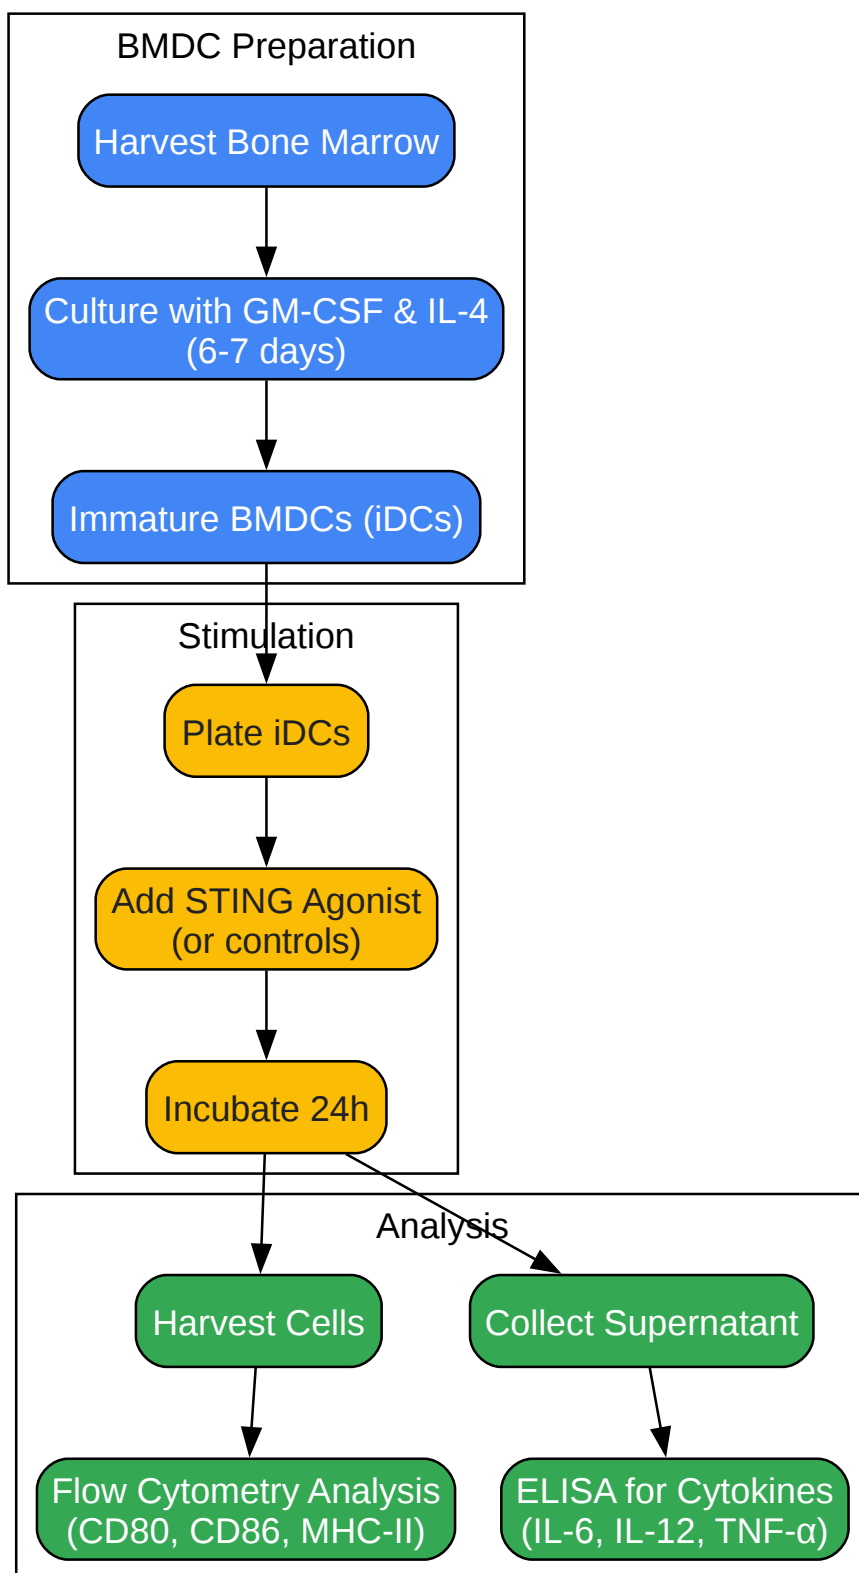 BMDC Preparation
Harvest Bone Marrow
Culture with GM-CSF & IL-4
(6-7 days)
Immature BMDCs (iDCs)
Stimulation
Plate iDCs
Add STING Agonist
(or controls)
Incubate 24h
Analysis
Harvest Cells
Collect Supernatant
Flow Cytometry Analysis
(CD80, CD86, MHC-II)
ELISA for Cytokines
(IL-6, IL-12, TNF-α)